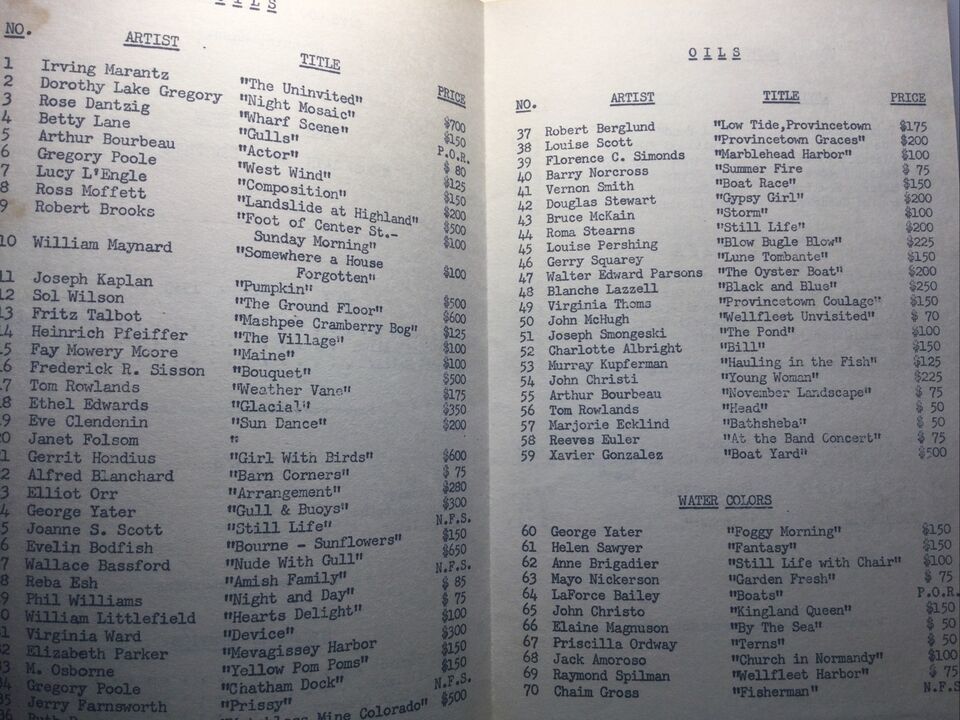 NO. ARTIST TITLE PRICE
1 Irving Marantz "The Uninvited" $700
2 Dorothy Lake Gregory "Night Mosaic" $150
3 Rose Dantzig "Wharf Scene" P.O.R.
4 Betty Lane "Gulls" $ 80
5 Arthur Bourbeau "Actor" $125
6 Gregory Poole "West Wind" $150
7 Lucy L'Engle "Composition" $200
8 Ross Moffett "Landslide at Highland" $500
9 Robert Brooks "Foot of Center St.-
Sunday Morning" $100
10 William Maynard "Somewhere a House
Forgotten" $100
11 Joseph Kaplan "Pumpkin" $500
12 Sol Wilson "The Ground Floor" $600
13 Fritz Talbot "Mashpee Cramberry Bog" $125
4 Heinrich Pfeiffer "The Village" $100
5 Fay Mowery Moore "Maine" $100
6 Frederick R. Sisson "Bouquet" $500
7 Tom Rowlands "Weather Vane" $175
8 Ethel Edwards "Glacial" $350
9 Eve Clendenin "Sun Dance" $200
0 Janet Folsom "
1 Gerrit Hondius "Girl With Birds" $600
2 Alfred Blanchard "Barn Corners" $ 75
3 Elliot Orr "Arrangement" $280
4 George Yater "Gull & Buoys" $300
5 Joanne S. Scott "Still Life" N.F.S.
6 Evelin Bodfish "Bourne - Sunflowers" $150
7 Wallace Bassford "Nude With Gull" $650
8 Reba Esh "Amish Family" N.F.S.
9 Phil Williams "Night and Day" $ 85
0 William Littlefield "Hearts Delight" $ 75
1 Virginia Ward "Device" $100
32 Elizabeth Parker "Mevagissey Harbor $300
33 M. Osborne "Yellow Pom Poms" $150
34 Gregory Poole "Chatham Dock" $150
35 Jerry Farnsworth "Prissy" N.F.S.
36 Ruth Mine Colorado" $500
OILS
NO. ARTIST TITLE PRICE
37 Robert Berglund "Low Tide,Provincetown $175
38 Louise Scott "Provincetown Graces" $200
39 Florence C. Simonds "Marblehead Harbor" $100
40 Barry Norcross "Summer Fire $ 75
41 Vernon Smith "Boat Race" $150
42 Douglas Stewart "Gypsy Girl" $200
43 Bruce McKain "Storm" $100
44 Roma Stearns "Still Life" $200
45 Louise Pershing "Blow Bugle Blow" $225
46 Gerry Squarey "Lune Tombante" $150
47 Walter Edward Parsons "The Oyster Boat" $200
48 Blanche Lazzell "Black and Blue" $250
49 Virginia Thoms "Provincetown Coulage" $150
50 John McHugh "Wellfleet Unvisited" $ 70
51 Joseph Smongeski "The Pond" $100
52 Charlotte Albright "Bill" $150
53 Murray Kupferman "Hauling in the Fish" $125
54 John Christi "Young Woman" $225
55 Arthur Bourbeau "November Landscape" $ 75
56 Tom Rowlands "Head" $ 50
57 Marjorie Ecklind "Bathsheba" $ 50
58 Reeves Euler "At the Band Concert" $ 75
59 Xavier Gonzalez "Boat Yard" $500
WATER COLORS
60 George Yater "Foggy Morning" $150
61 Helen Sawyer "Fantasy" $150
62 Anne Brigadier "Still Life with Chair" $100
63 Mayo Nickerson "Garden Fresh" $ 75
64 LaForce Bailey "Boats" P.O.R.
65 John Christo "Kingland Queen" $150
66 Elaine Magnuson "By The Sea" $ 50
67 Priscilla Ordway "Terns" $ 50
68 Jack Amoroso "Church in Normandy" $100
69 Raymond Spilman "Wellfleet Harbor" $ 75
70 Chaim Gross "Fisherman" N.F.S